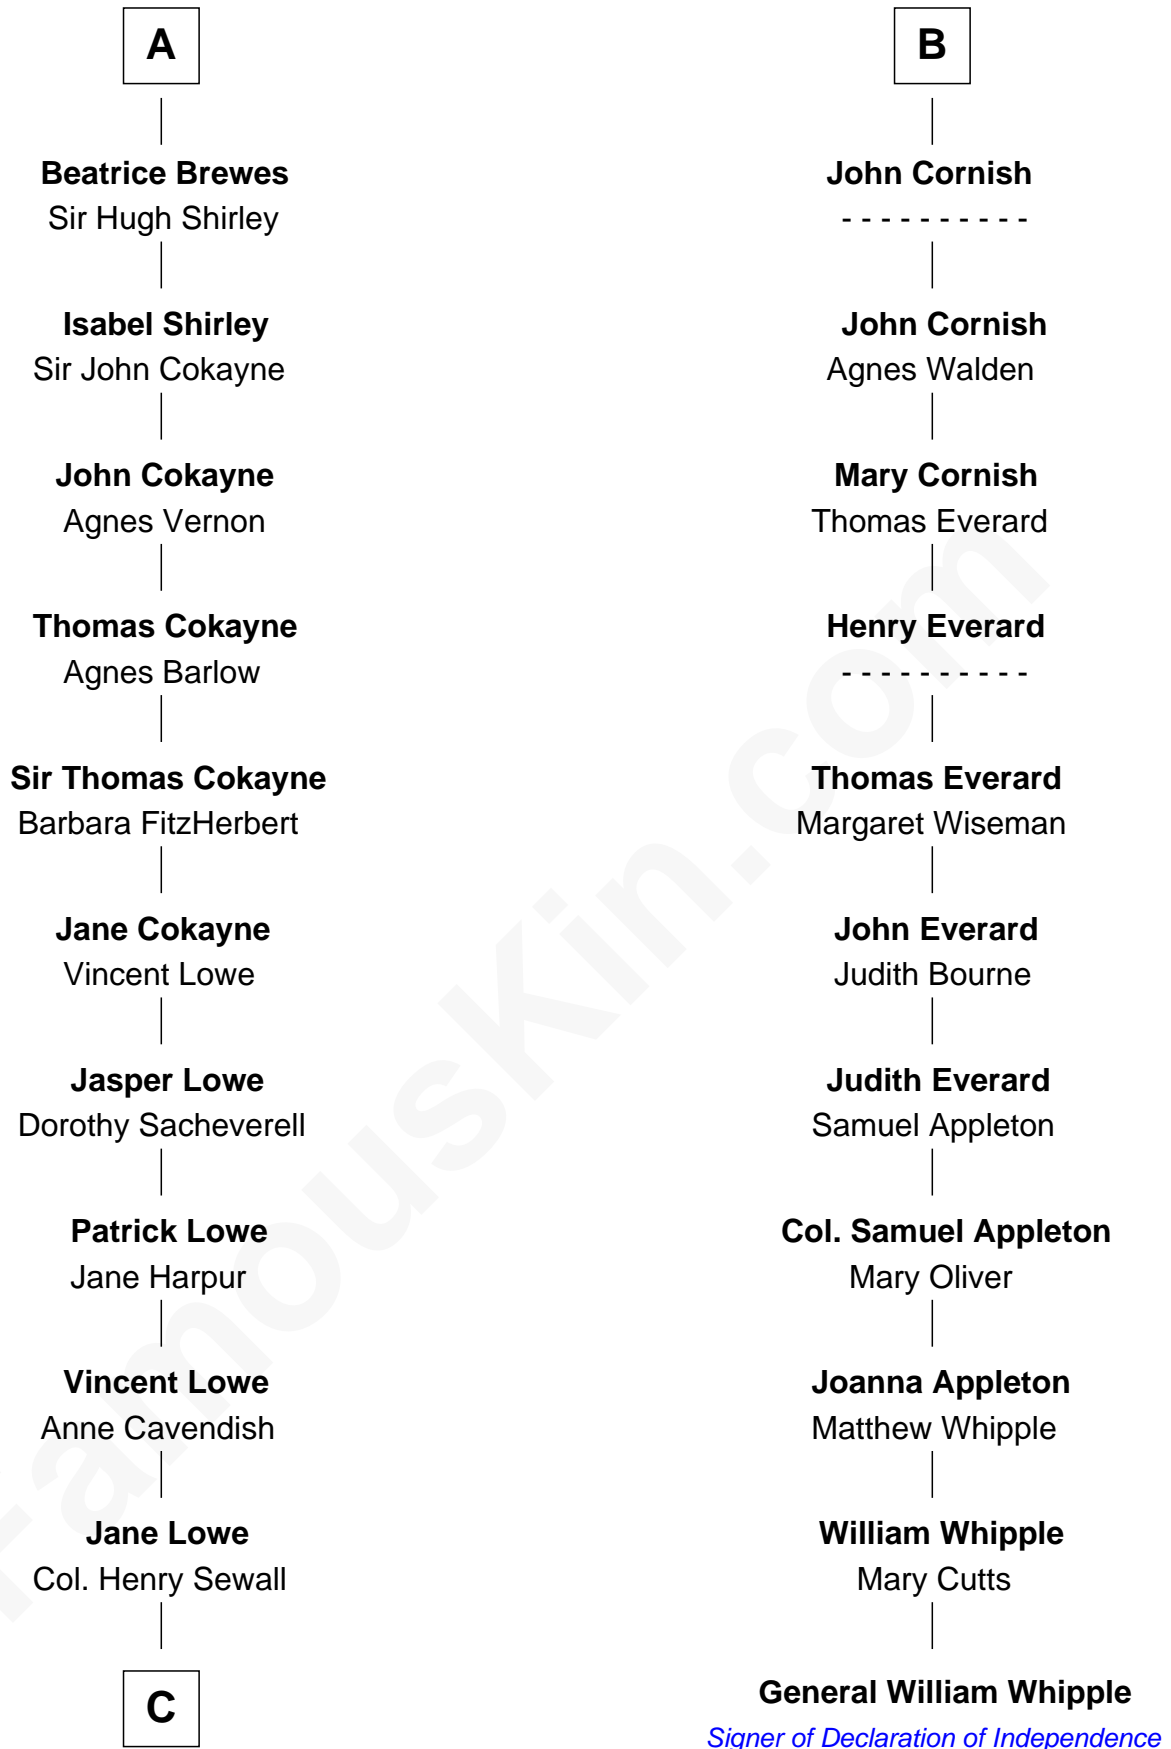 A
Beatrice Brewes
Sir Hugh Shirley
Isabel Shirley
Sir John Cokayne
John Cokayne
Agnes Vernon
Thomas Cokayne
Agnes Barlow
Sir Thomas Cokayne
Barbara FitzHerbert
Jane Cokayne
Vincent Lowe
Jasper Lowe
Dorothy Sacheverell
Patrick Lowe
Jane Harpur
Vincent Lowe
Anne Cavendish
Jane Lowe
Col. Henry Sewall
C
B
John Cornish
- - - - - - - - - -
John Cornish
Agnes Walden
Mary Cornish
Thomas Everard
Henry Everard
- - - - - - - - - -
Thomas Everard
Margaret Wiseman
John Everard
Judith Bourne
Judith Everard
Samuel Appleton
Col. Samuel Appleton
Mary Oliver
Joanna Appleton
Matthew Whipple
William Whipple
Mary Cutts
General William Whipple
Signer of Declaration of Independence
FamousKin.com